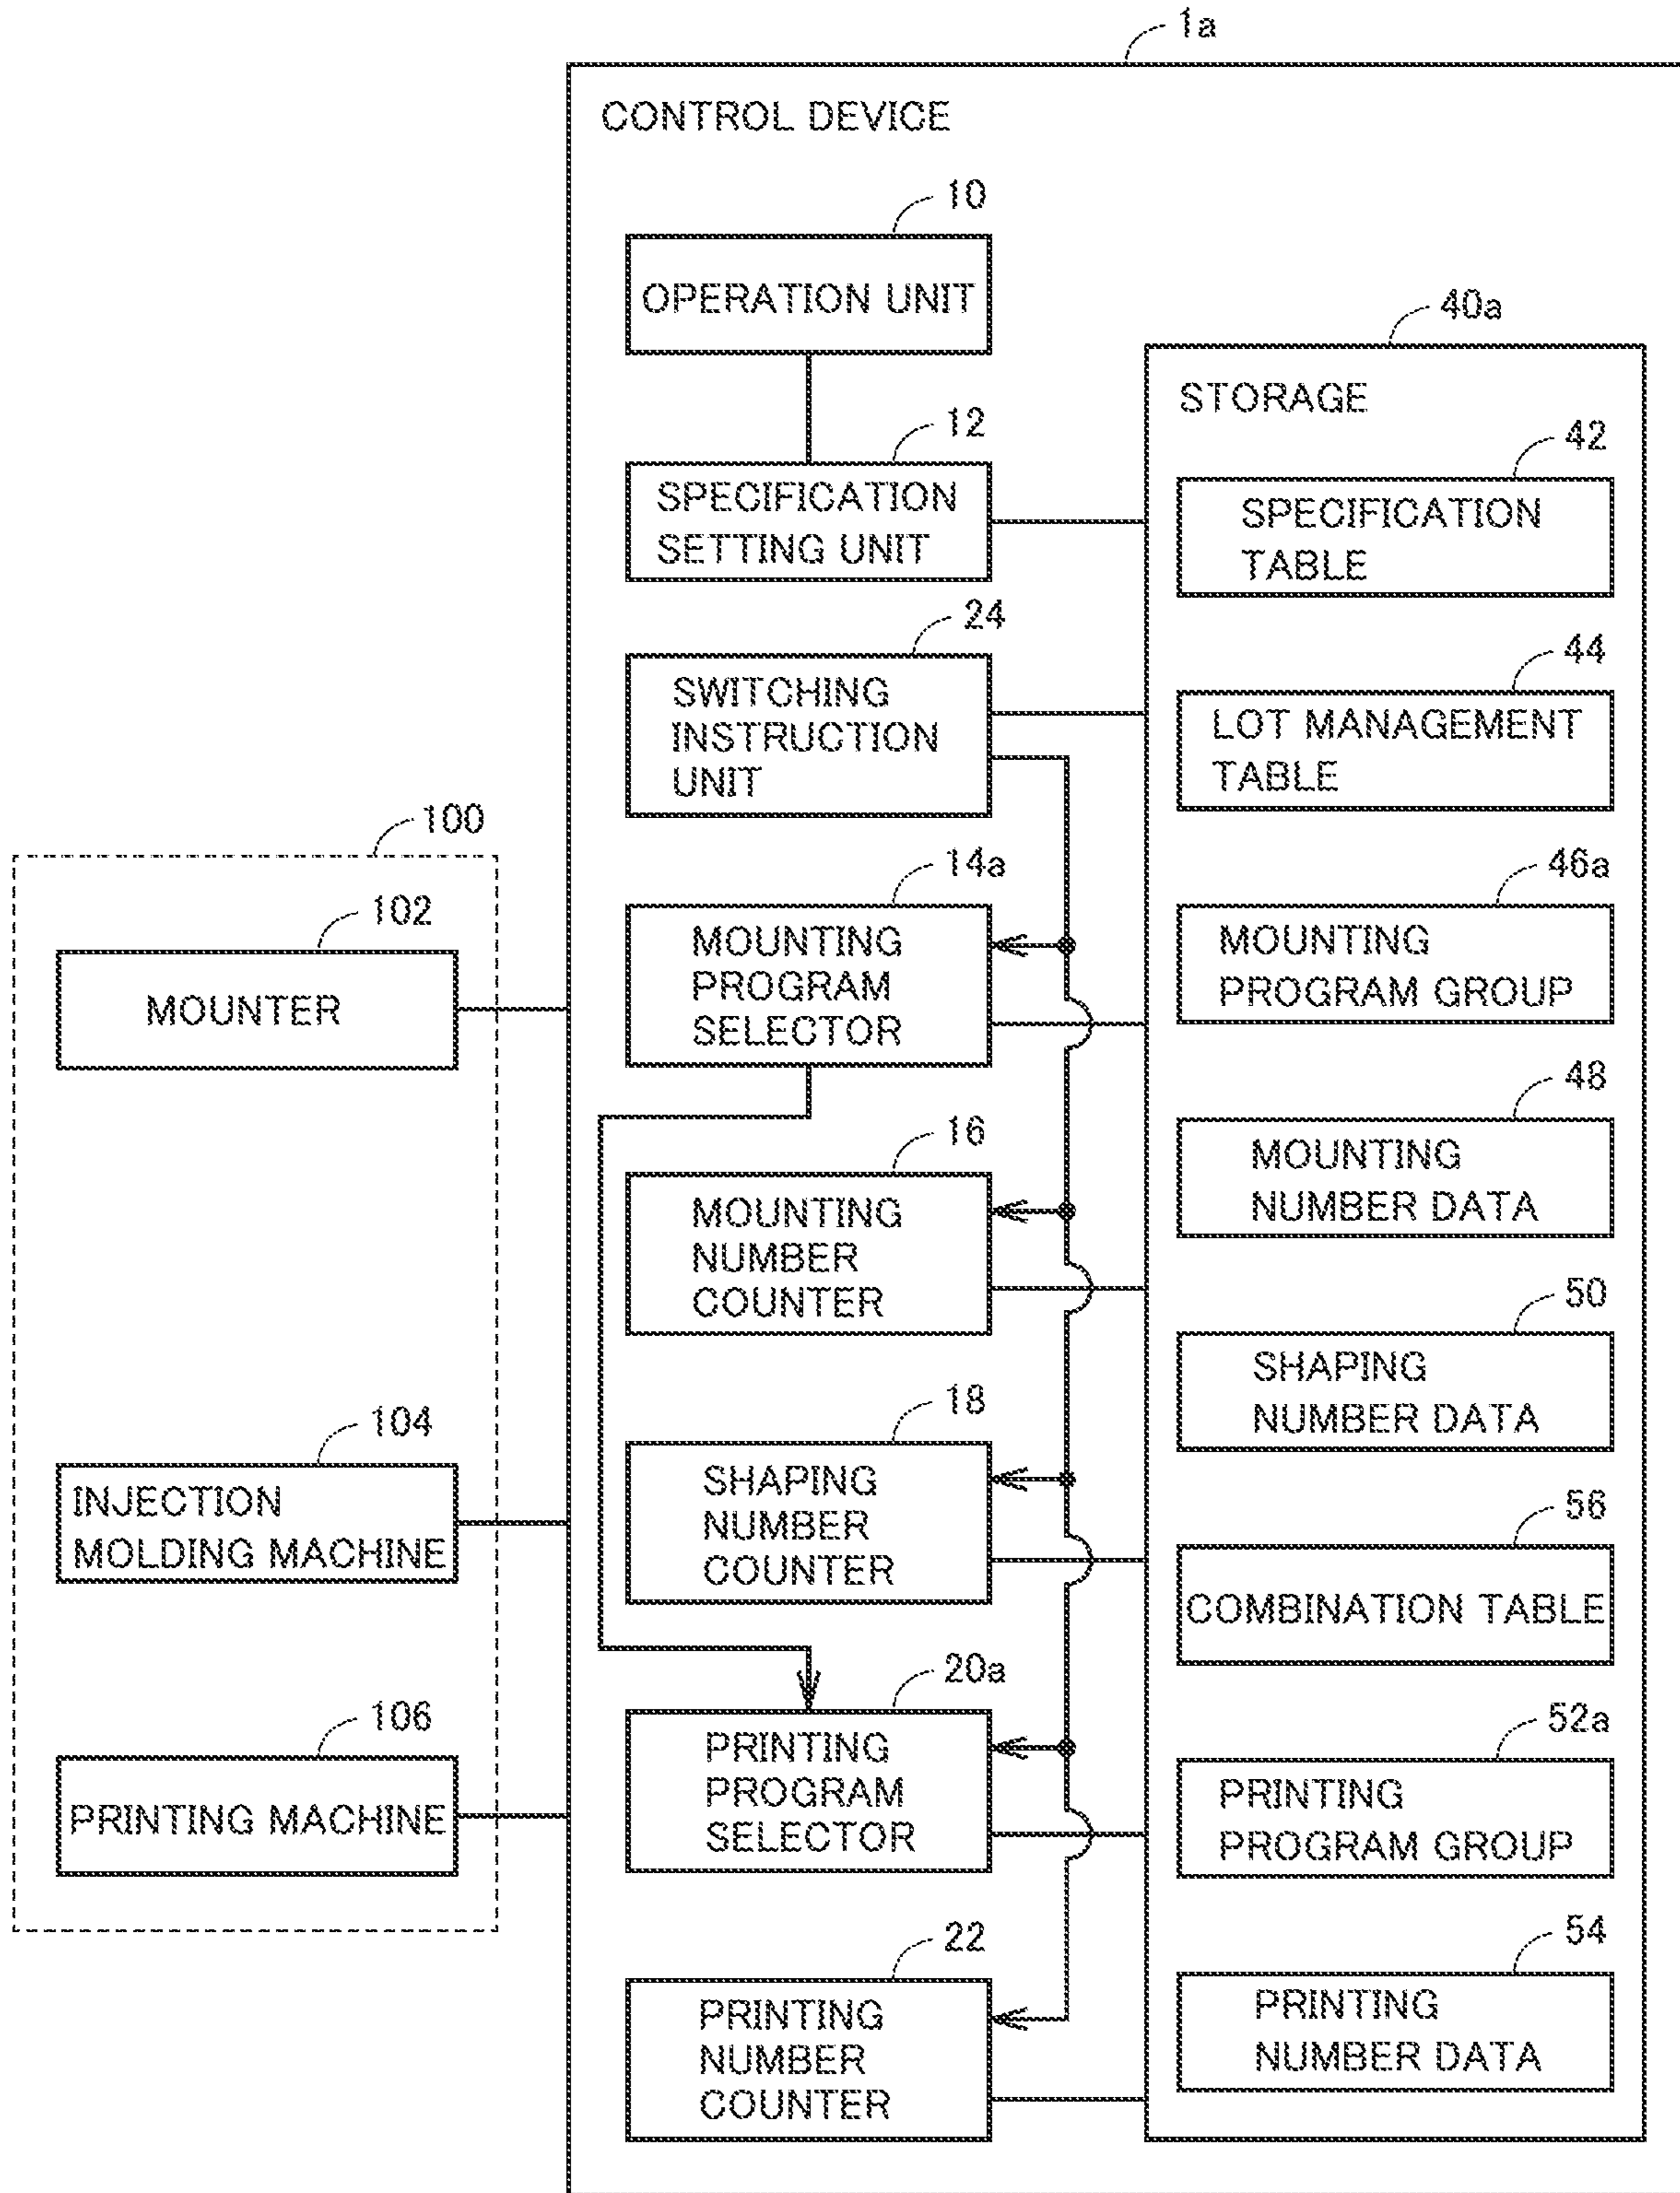 1a
CONTROL DEVICE
10
OPERATION UNIT
12
SPECIFICATION
SETTING UNIT
24
SWITCHING
INSTRUCTION
UNIT
14a
MOUNTING
PROGRAM
SELECTOR
16
MOUNTING
NUMBER
COUNTER
18
SHAPING
NUMBER
COUNTER
20a
PRINTING
PROGRAM
SELECTOR
22
PRINTING
NUMBER
COUNTER
40a
STORAGE
42
SPECIFICATION
TABLE
44
LOT MANAGEMENT
TABLE
46a
MOUNTING
PROGRAM GROUP
48
MOUNTING
NUMBER DATA
50
SHAPING
NUMBER DATA
56
COMBINATION TABLE
52a
PRINTING
PROGRAM GROUP
54
PRINTING
NUMBER DATA
100
102
MOUNTER
104
INJECTION
MOLDING MACHINE
106
PRINTING MACHINE